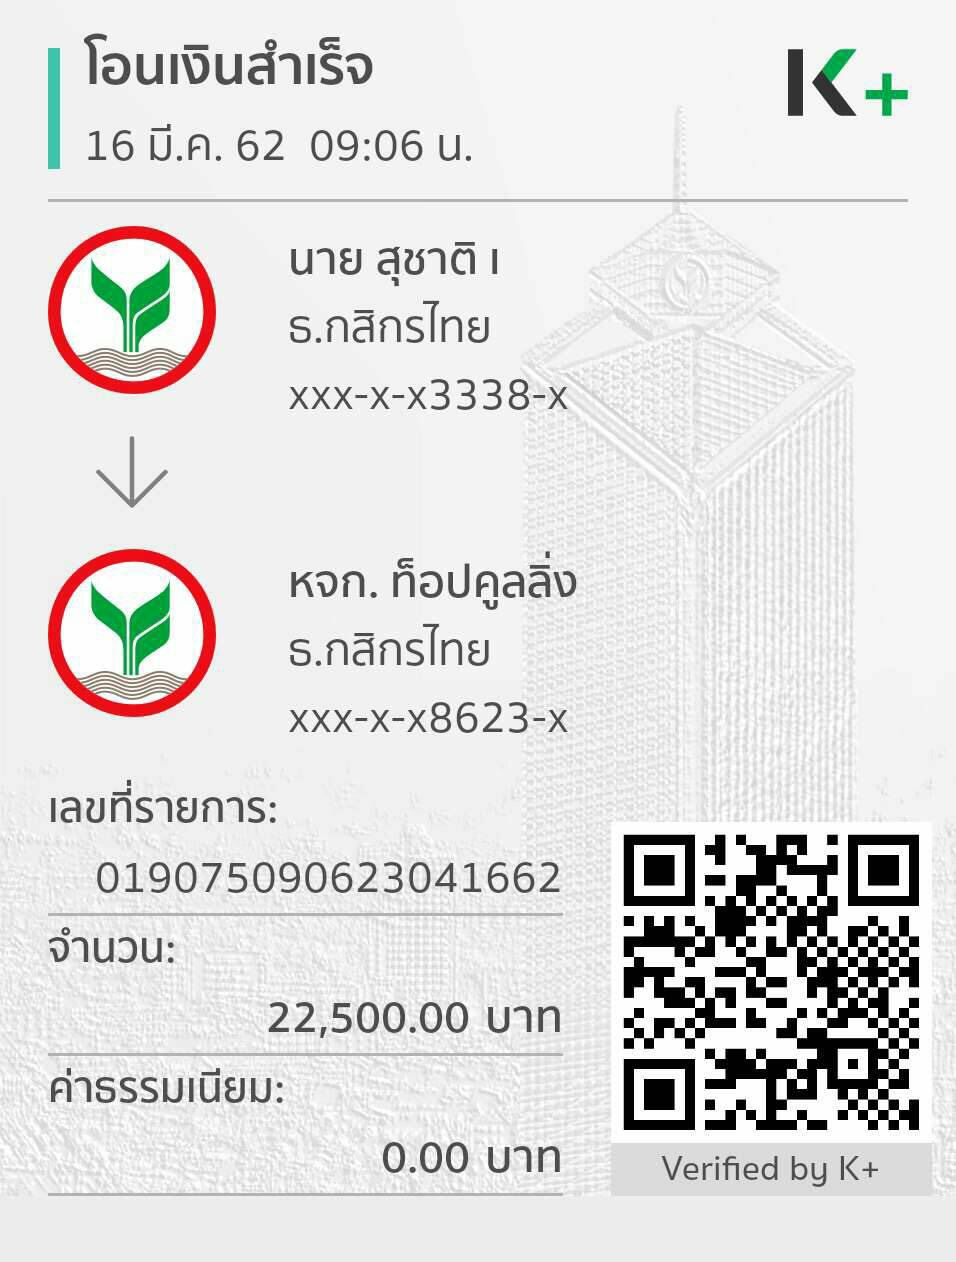 โอนเงินสำเร็จ
16 มี.ค. 62 09:06 น.
K+
นาย สุชาติ เ
ธ.กสิกรไทย
xxx-x-x3338-x
หจก. ท็อปคูลลิ่ง
ธ.กสิกรไทย
xxx-x-x8623-x
เลขที่รายการ:
019075090623041662
จำนวน:
22,500.00 บาท
ค่าธรรมเนียม:
0.00 บาท
Verified by K+